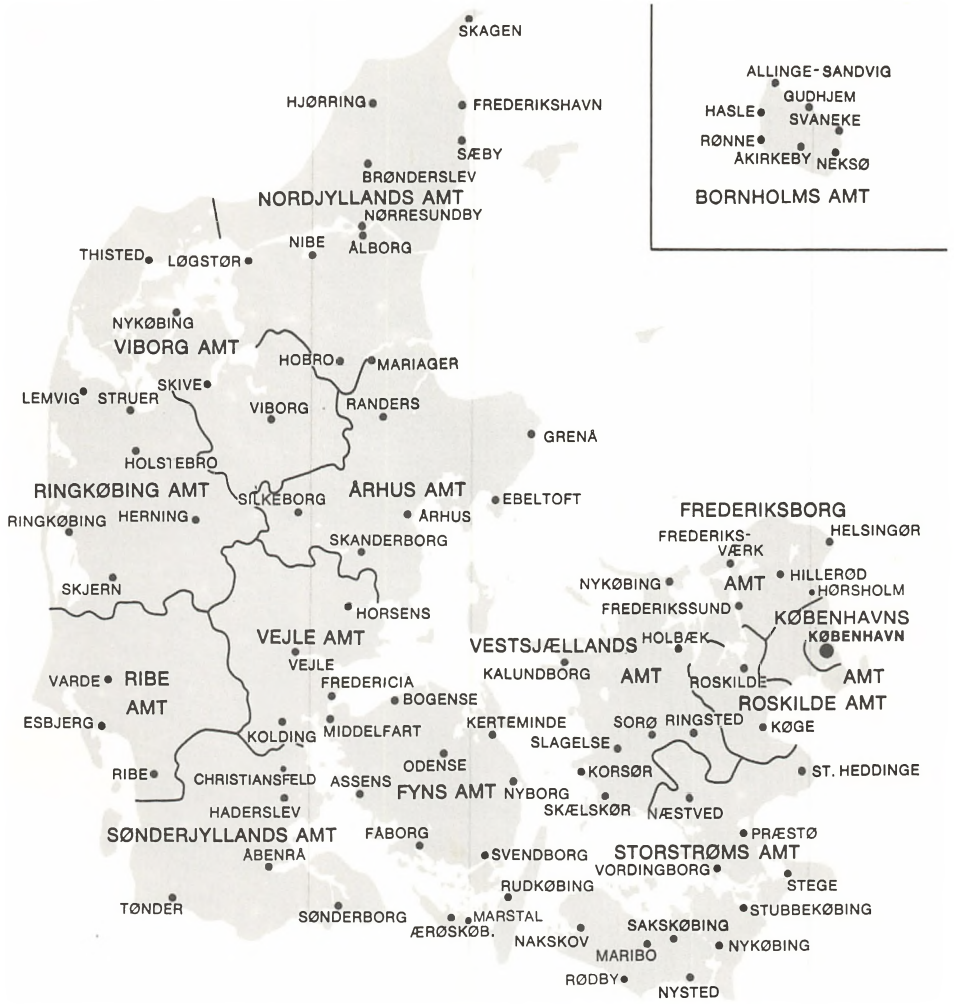 SKAGEN
ALLINGE-SANDVIG
GUDHJEM
HASLE
SVANEKE
RØNNE
ÅKIRKEBY
NEKSØ
BORNHOLMS AMT
HJØRRING
FREDERIKSHAVN
SÆBY
BRØNDERSLEV
NORDJYLLANDS AMT
NØRRESUNDBY
NIBE
ÅLBORG
THISTED
LØGSTØR
NYKØBING
VIBORG AMT
HOBRO
MARIAGER
SKIVE
LEMVIG
STRUER
VIBORG
RANDERS
GRENÅ
HOLSTEBRO
RINGKØBING AMT
SILKEBORG
ÅRHUS AMT
EBELTOFT
RINGKØBING
HERNING
ÅRHUS
SKANDERBORG
FREDERIKSBORG
HELSINGØR
FREDERIKS-
VÆRK
SKJERN
NYKØBING
AMT
HILLERØD
HØRSHOLM
HORSENS
FREDERIKSSUND
KØBENHAVNS
VEJLE AMT
VESTSJÆLLANDS
HOLBÆK
KØBENHAVN
VEJLE
KALUNDBORG
AMT
ROSKILDE
AMT
VARDE
RIBE
AMT
FREDERICIA
BOGENSE
ROSKILDE AMT
ESBJERG
KOLDING
MIDDELFART
KERTEMINDE
SORØ
RINGSTED
KØGE
SLAGELSE
ODENSE
RIBE
CHRISTIANSFELD
ASSENS
FYNS AMT
NYBORG
KORSØR
ST. HEDDINGE
HADERSLEV
SKÆLSKØR
NÆSTVED
SØNDERJYLLANDS AMT
FÅBORG
PRÆSTØ
ÅBENRÅ
SVENDBORG
STORSTRØMS AMT
VORDINGBORG
STEGE
RUDKØBING
TØNDER
SØNDERBORG
MARSTAL
STUBBEKØBING
ÆRØSKØB.
NAKSKOV
SAKSKØBING
NYKØBING
MARIBO
RØDBY
NYSTED